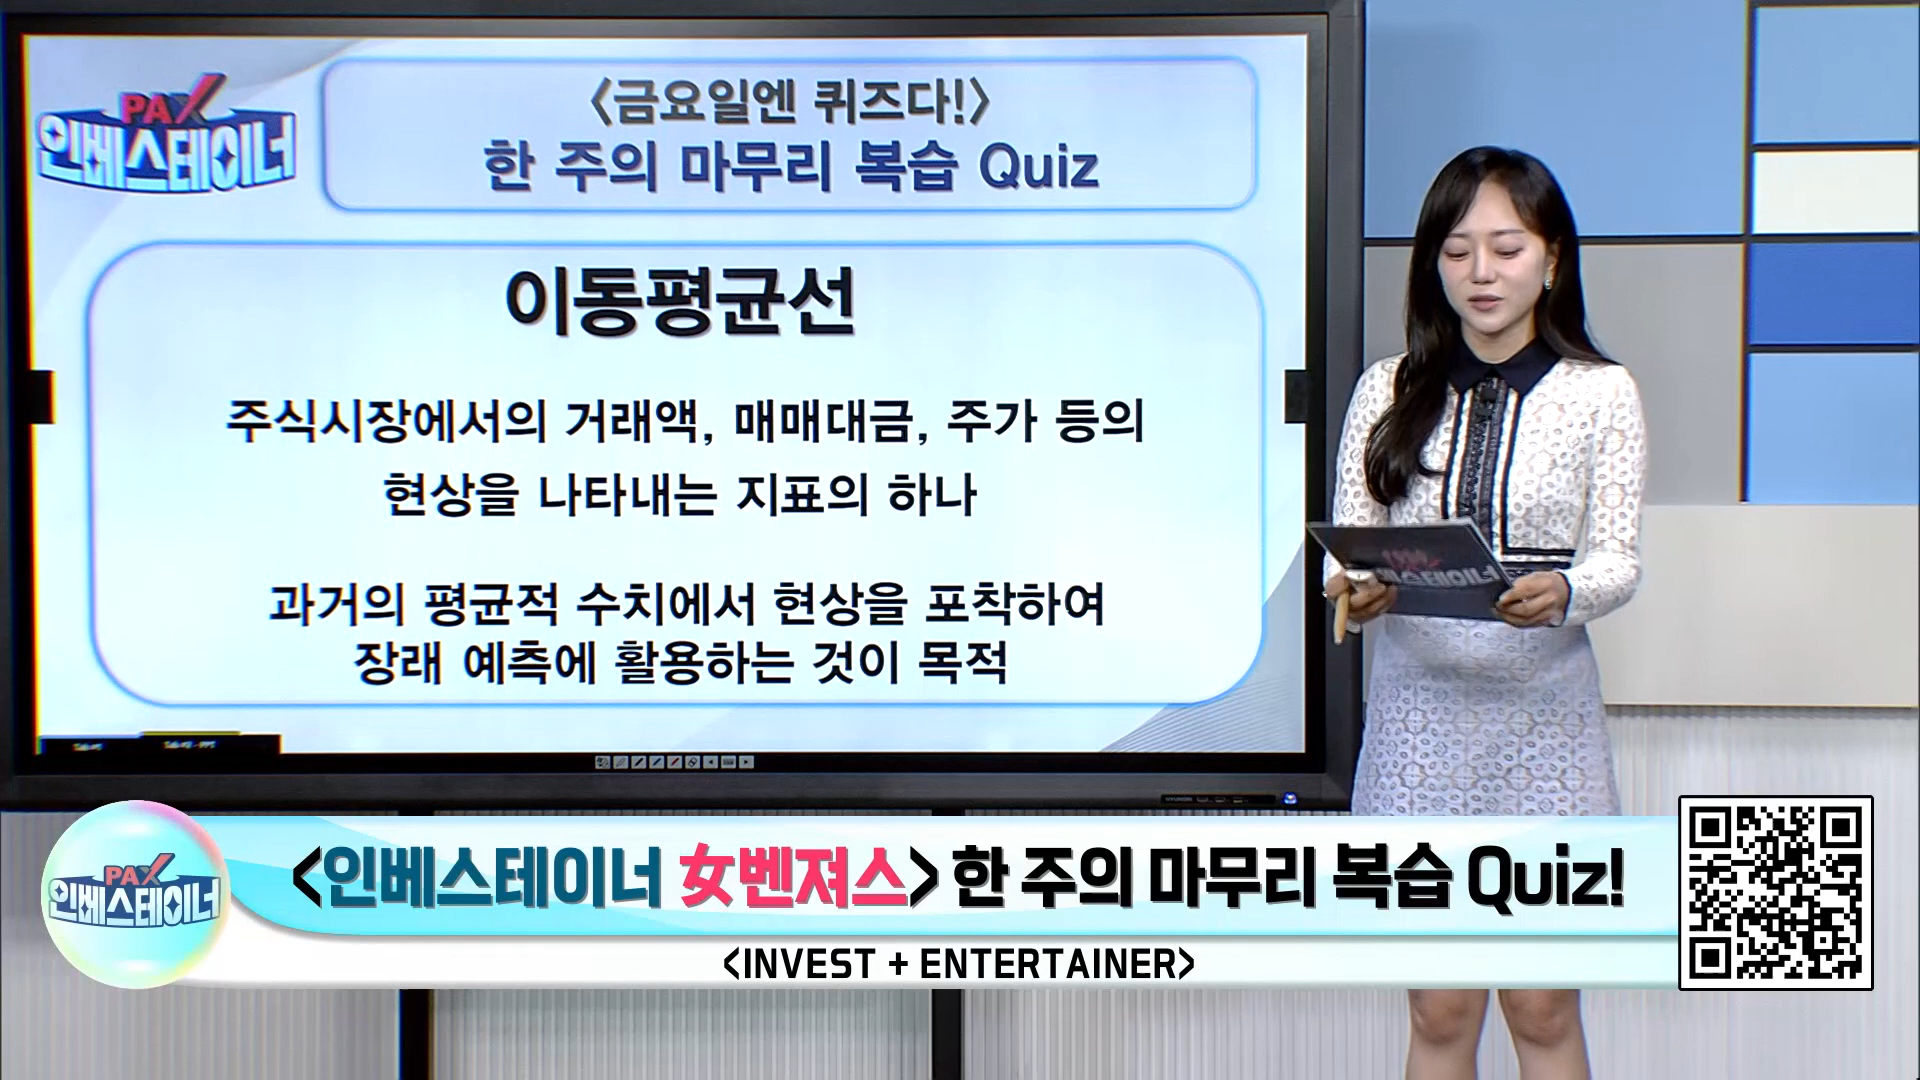 PAX
인베스테이너
<금요일엔 퀴즈다!>
한 주의 마무리 복습 Quiz
이동평균선
주식시장에서의 거래액, 매매대금, 주가 등의
현상을 나타내는 지표의 하나
과거의 평균적 수치에서 현상을 포착하여
장래 예측에 활용하는 것이 목적
PAX
인베스테이너
<인베스테이너 女벤져스> 한 주의 마무리 복습 Quiz!
<INVEST + ENTERTAINER>